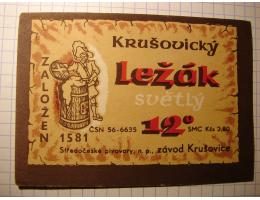 Krušovický
Ležák
světlý
12°
ZALOŽEN
1581
ČSN 56-6635
SMC Kčs 2,80
Středočeské pivovary, n. p., závod Krušovice